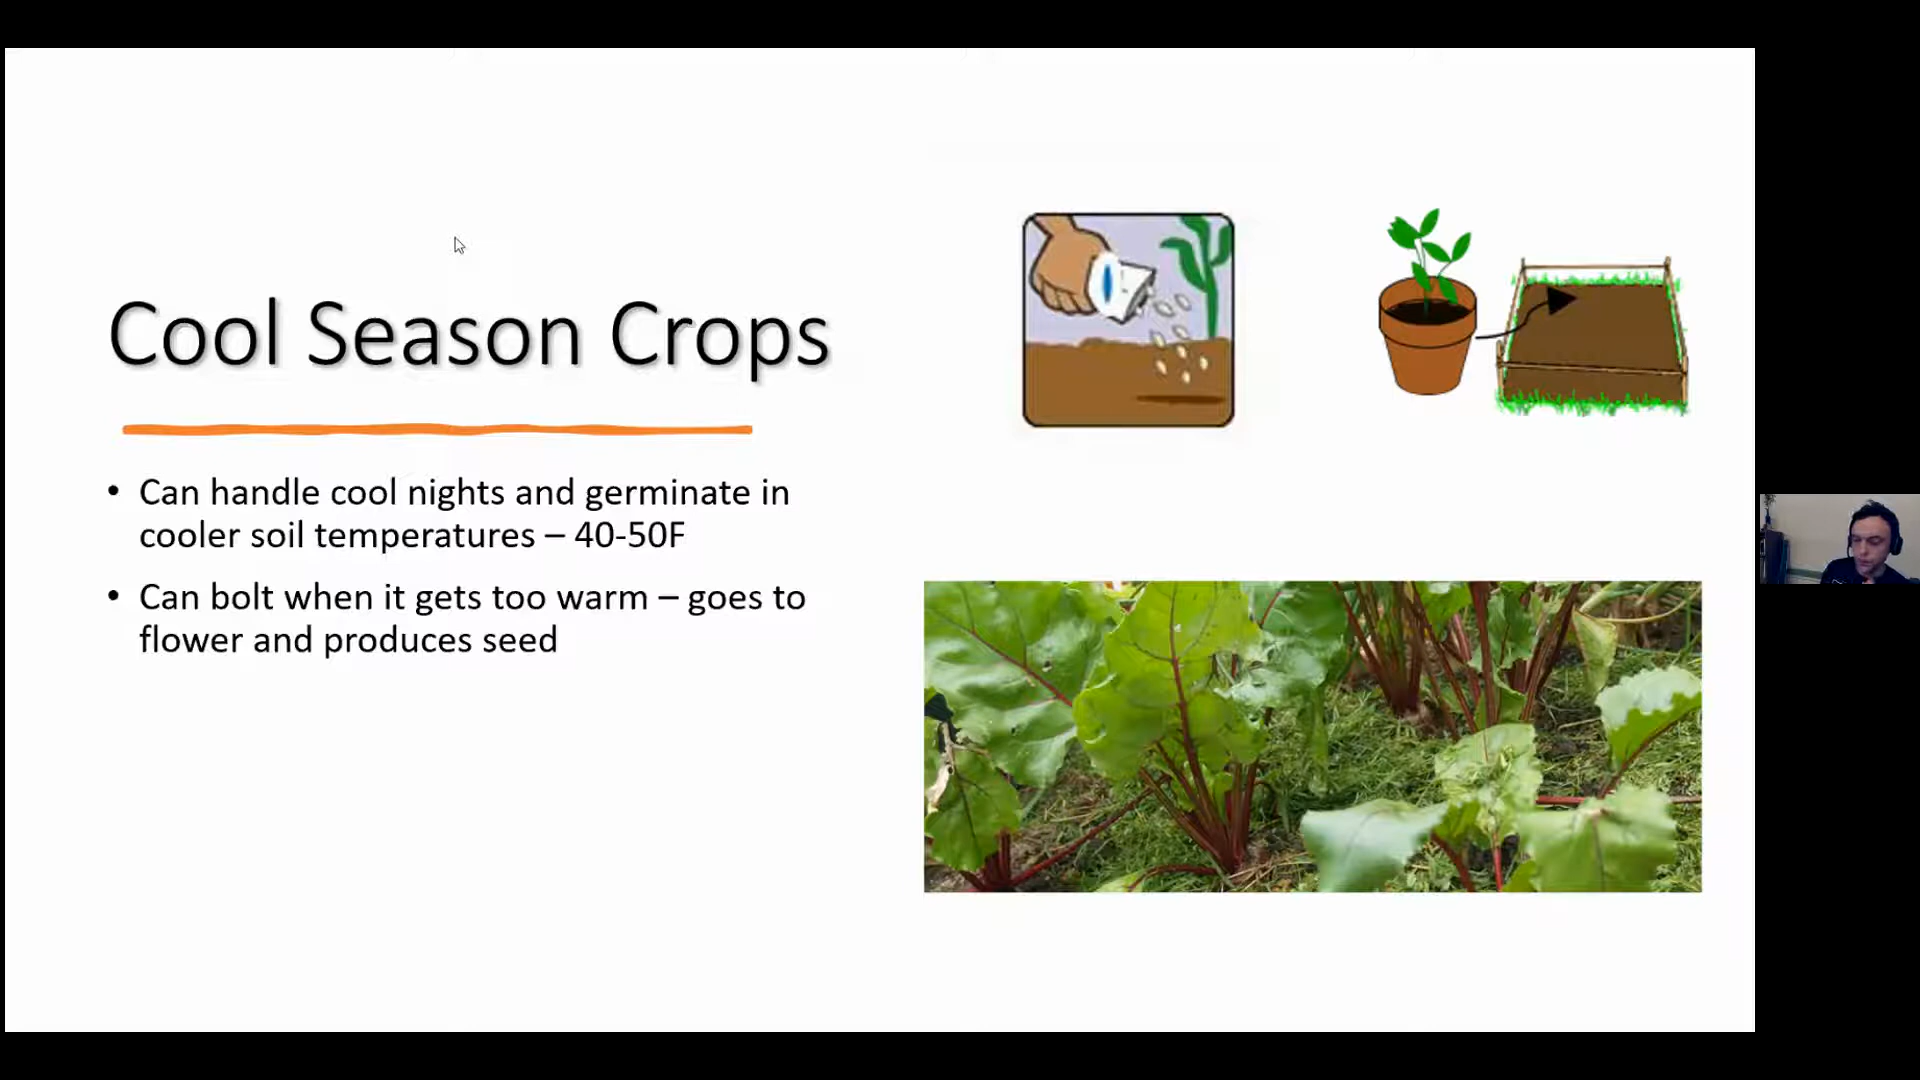 Cool Season Crops
• Can handle cool nights and germinate in
cooler soil temperatures – 40-50F
• Can bolt when it gets too warm – goes to
flower and produces seed